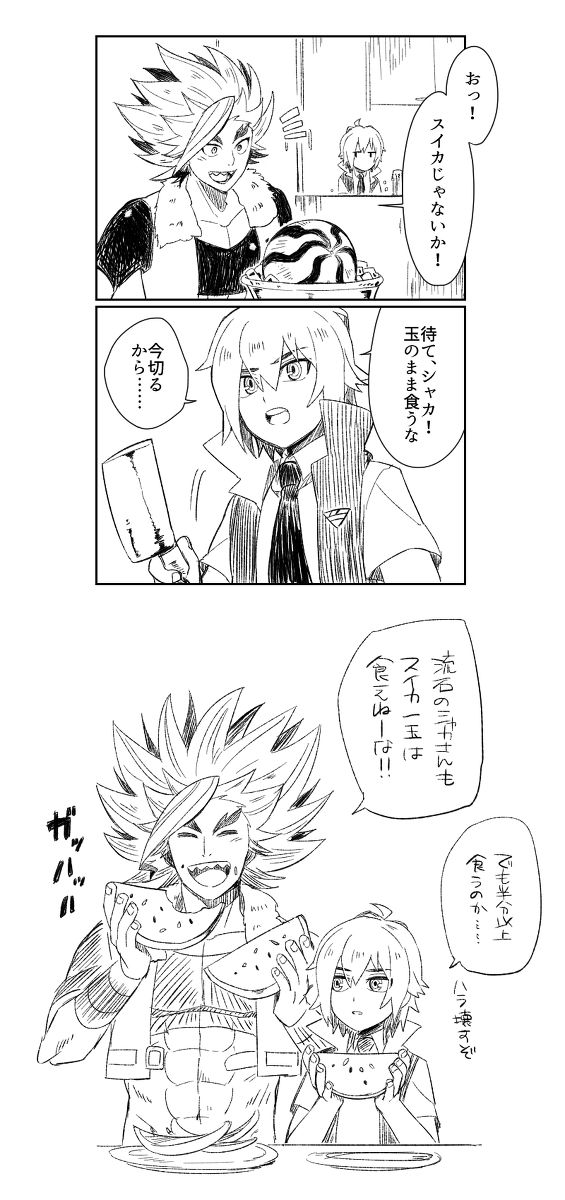 おっ！
スイカじゃないか！
待て、シャカ！
玉のまま食うな
今切る
から……
流石のシャカさんも
スイカ一玉は
食えねーな!!
ガッハッハ
でも半分以上
食うのか……
ハラ壊すぞ